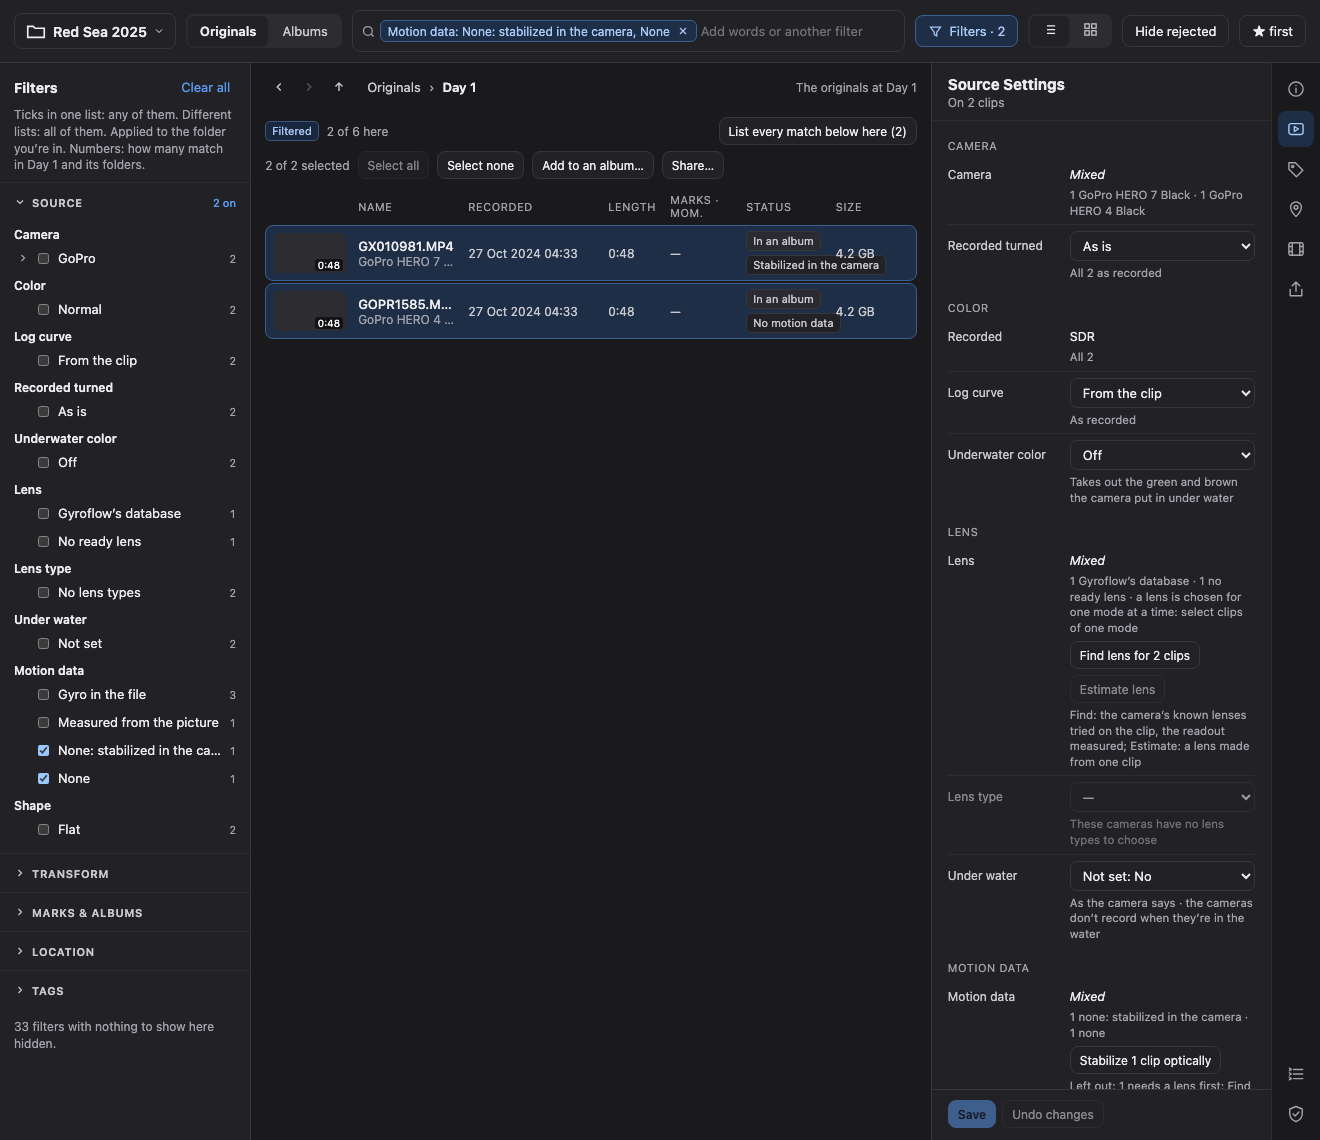 Red Sea 2025
Originals
Albums
Motion data: None: stabilized in the camera, None
Add words or another filter
Filters · 2
Hide rejected
★ first
Filters
Clear all
Ticks in one list: any of them. Different
lists: all of them. Applied to the folder
you're in. Numbers: how many match
in Day 1 and its folders.
SOURCE
2 on
Camera
GoPro 2
Color
Normal 2
Log curve
From the clip 2
Recorded turned
As is 2
Underwater color
Off 2
Lens
Gyroflow's database 1
No ready lens 1
Lens type
No lens types 2
Under water
Not set 2
Motion data
Gyro in the file 3
Measured from the picture 1
None: stabilized in the ca... 1
None 1
Shape
Flat 2
TRANSFORM
MARKS & ALBUMS
LOCATION
TAGS
33 filters with nothing to show here
hidden.
Originals › Day 1
The originals at Day 1
Filtered
2 of 6 here
List every match below here (2)
2 of 2 selected
Select all
Select none
Add to an album...
Share...
NAME
RECORDED
LENGTH
MARKS ·
MOM.
STATUS
SIZE
0:48
GX010981.MP4
GoPro HERO 7 ...
27 Oct 2024 04:33
0:48
—
In an album
Stabilized in the camera
4.2 GB
0:48
GOPR1585.M...
GoPro HERO 4 ...
27 Oct 2024 04:33
0:48
—
In an album
No motion data
4.2 GB
Source Settings
On 2 clips
CAMERA
Camera
Mixed
1 GoPro HERO 7 Black · 1 GoPro
HERO 4 Black
Recorded turned
As is
All 2 as recorded
COLOR
Recorded
SDR
All 2
Log curve
From the clip
As recorded
Underwater color
Off
Takes out the green and brown
the camera put in under water
LENS
Lens
Mixed
1 Gyroflow's database · 1 no
ready lens · a lens is chosen for
one mode at a time: select clips
of one mode
Find lens for 2 clips
Estimate lens
Find: the camera's known lenses
tried on the clip, the readout
measured; Estimate: a lens made
from one clip
Lens type
—
These cameras have no lens
types to choose
Under water
Not set: No
As the camera says · the cameras
don't record when they're in the
water
MOTION DATA
Motion data
Mixed
1 none: stabilized in the camera ·
1 none
Stabilize 1 clip optically
Left out: 1 needs a lens first: Find
Save
Undo changes